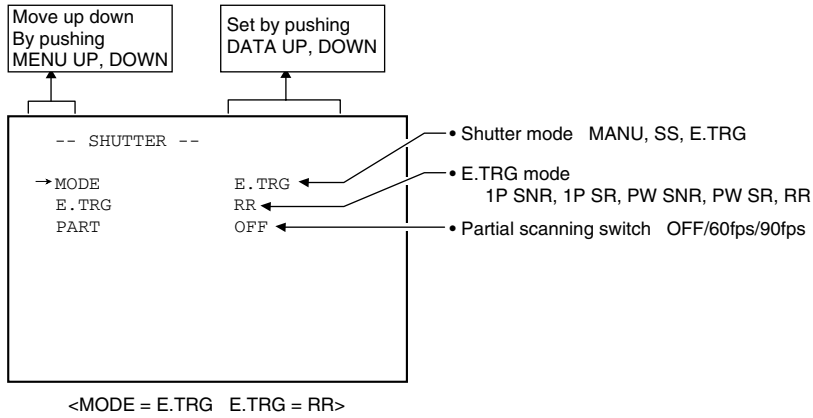 Move up down
By pushing
MENU UP, DOWN
Set by pushing
DATA UP, DOWN
-- SHUTTER --
→MODE E.TRG
E.TRG RR
PART OFF
• Shutter mode MANU, SS, E.TRG
• E.TRG mode
1P SNR, 1P SR, PW SNR, PW SR, RR
• Partial scanning switch OFF/60fps/90fps
<MODE = E.TRG E.TRG = RR>